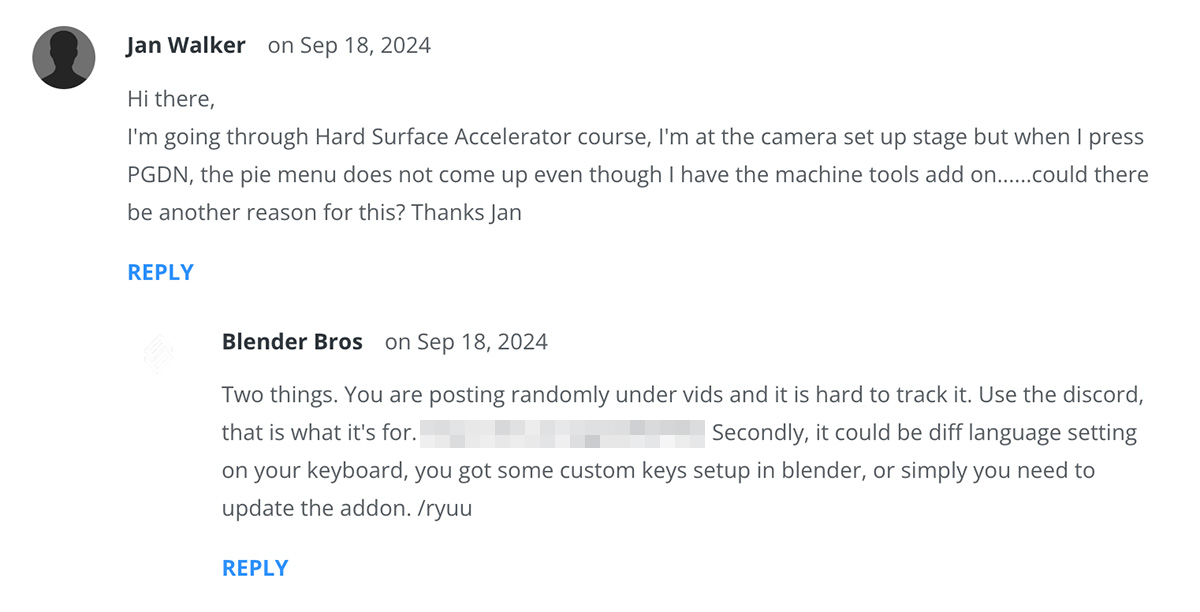 Jan Walker on Sep 18, 2024
Hi there,
I'm going through Hard Surface Accelerator course, I'm at the camera set up stage but when I press
PGDN, the pie menu does not come up even though I have the machine tools add on......could there
be another reason for this? Thanks Jan
REPLY
Blender Bros on Sep 18, 2024
Two things. You are posting randomly under vids and it is hard to track it. Use the discord,
that is what it's for. Secondly, it could be diff language setting
on your keyboard, you got some custom keys setup in blender, or simply you need to
update the addon. /ryuu
REPLY